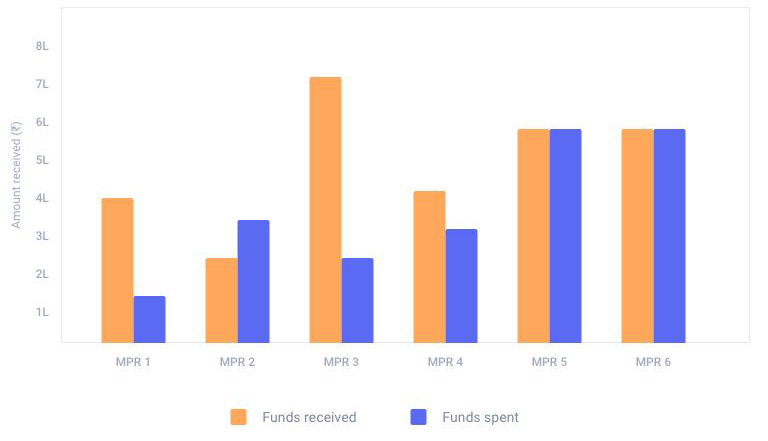 8L
7L
6L
5L
4L
3L
2L
1L
Amount received (₹)
MPR 1 MPR 2 MPR 3 MPR 4 MPR 5 MPR 6
Funds received Funds spent